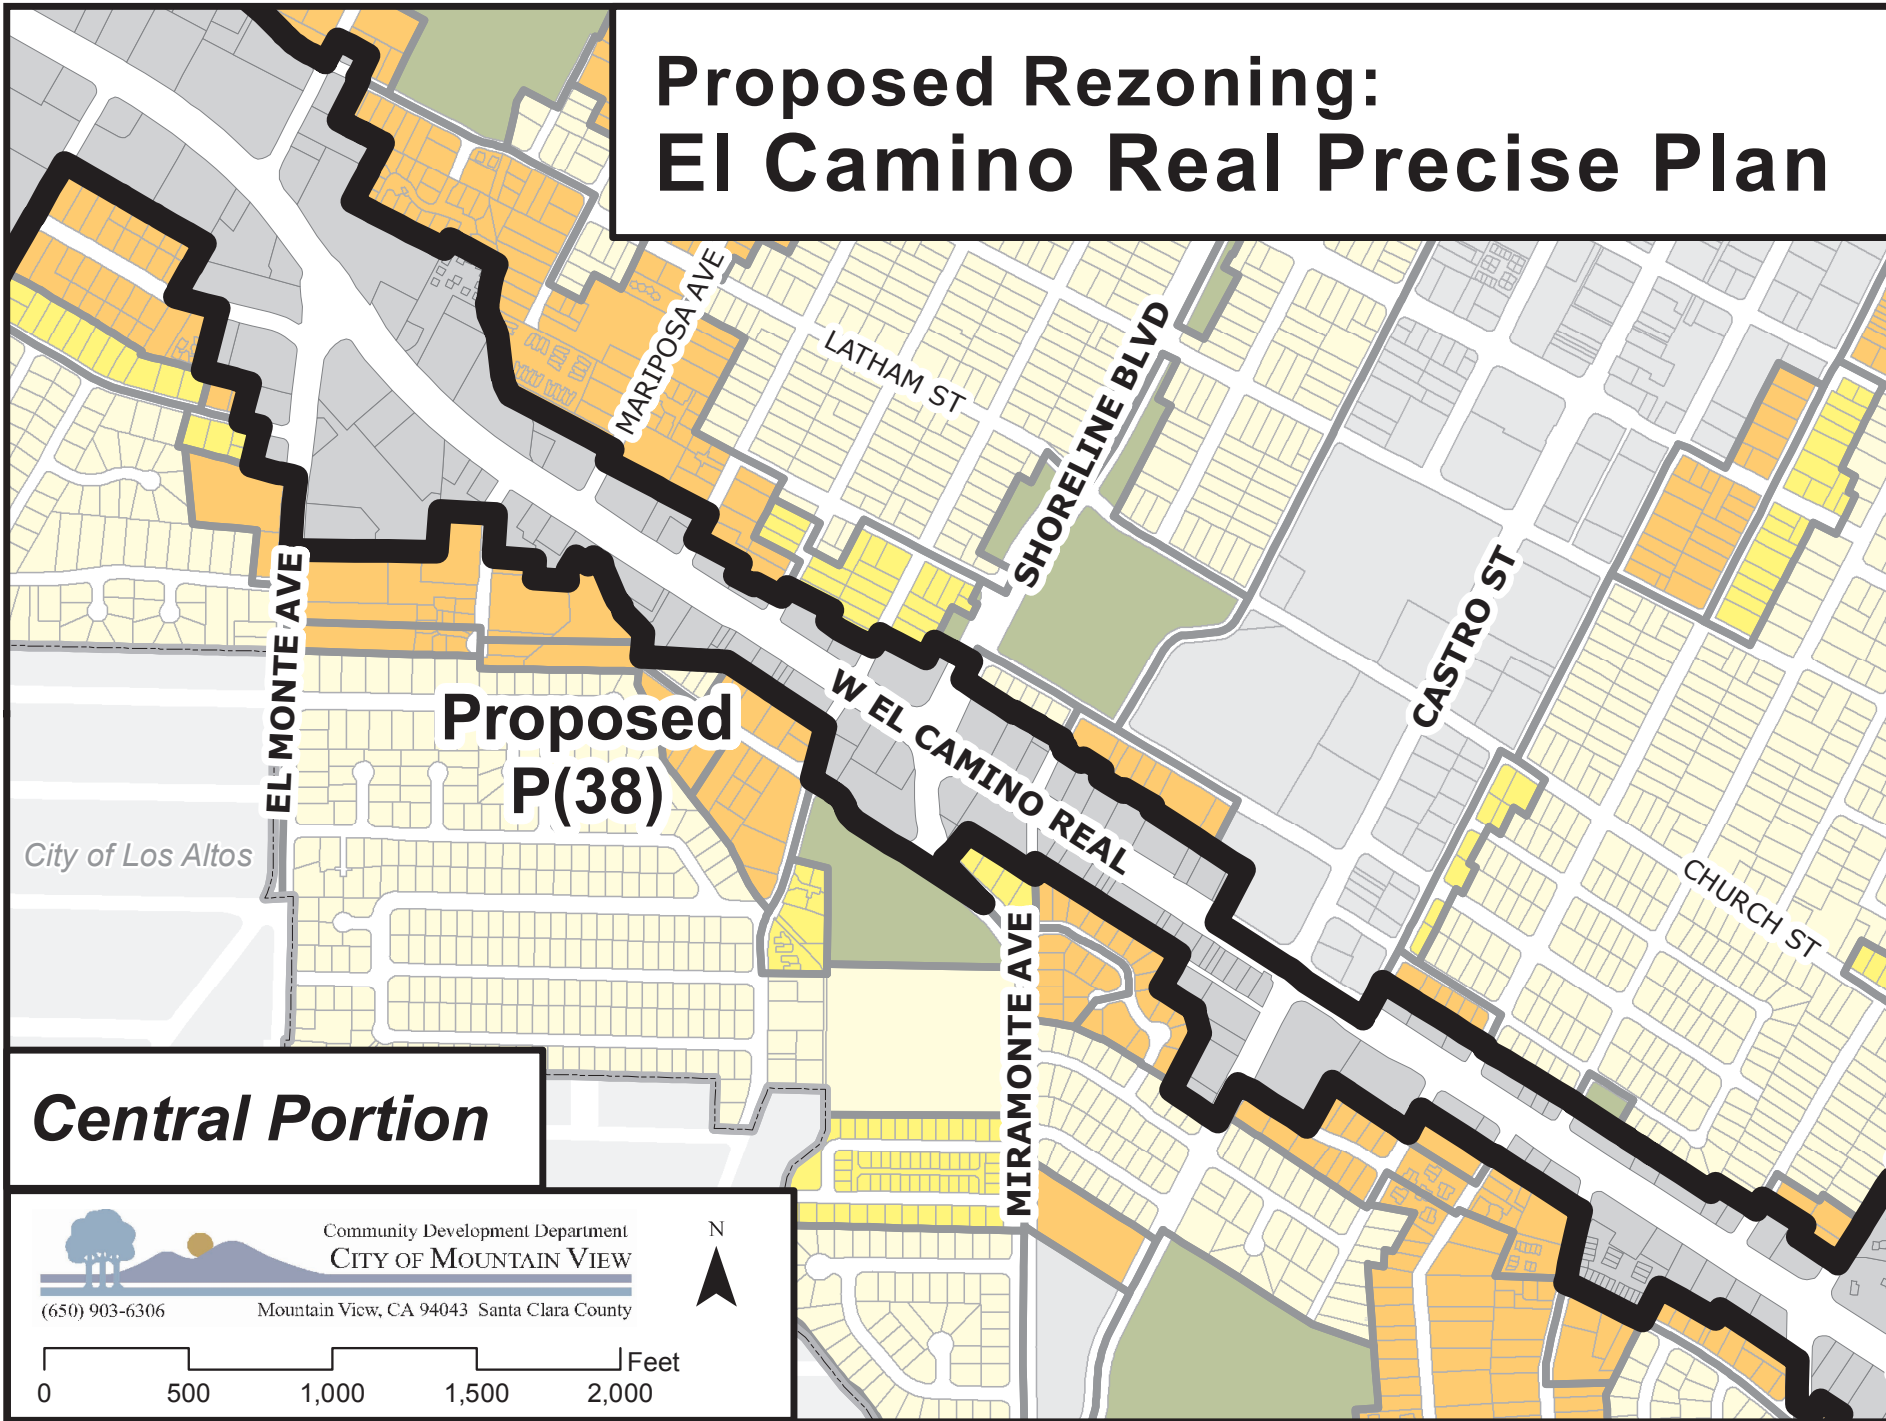 Proposed Rezoning:
El Camino Real Precise Plan
MARIPOSA AVE
LATHAM ST
SHORELINE BLVD
CASTRO ST
EL MONTE AVE
W EL CAMINO REAL
Proposed
P(38)
City of Los Altos
CHURCH ST
MIRAMONTE AVE
Central Portion
Community Development Department
CITY OF MOUNTAIN VIEW
(650) 903-6306
Mountain View, CA 94043 Santa Clara County
N
Feet
0 500 1,000 1,500 2,000